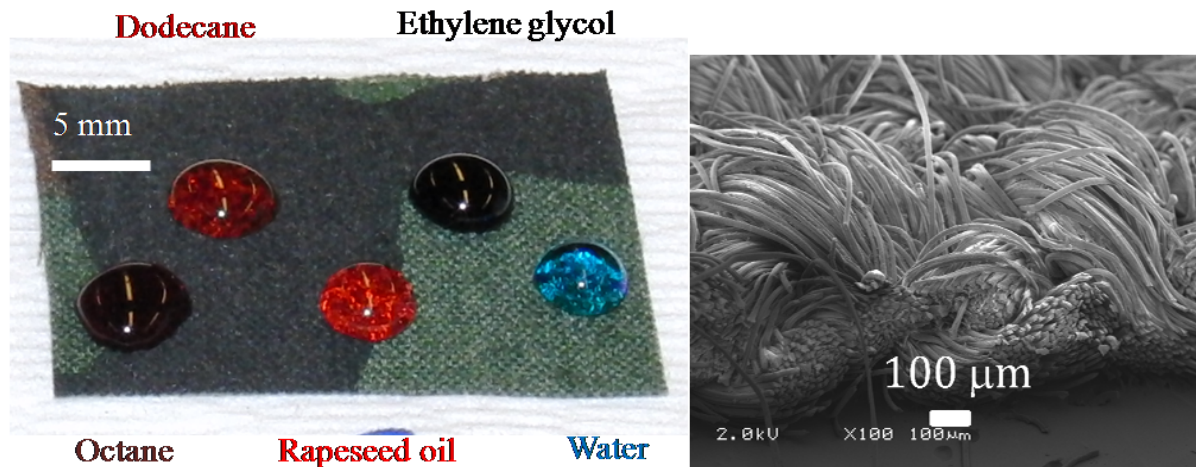 Dodecane
Ethylene glycol
5 mm
Octane
Rapeseed oil
Water
100 μm
2.0kV X100 100μm